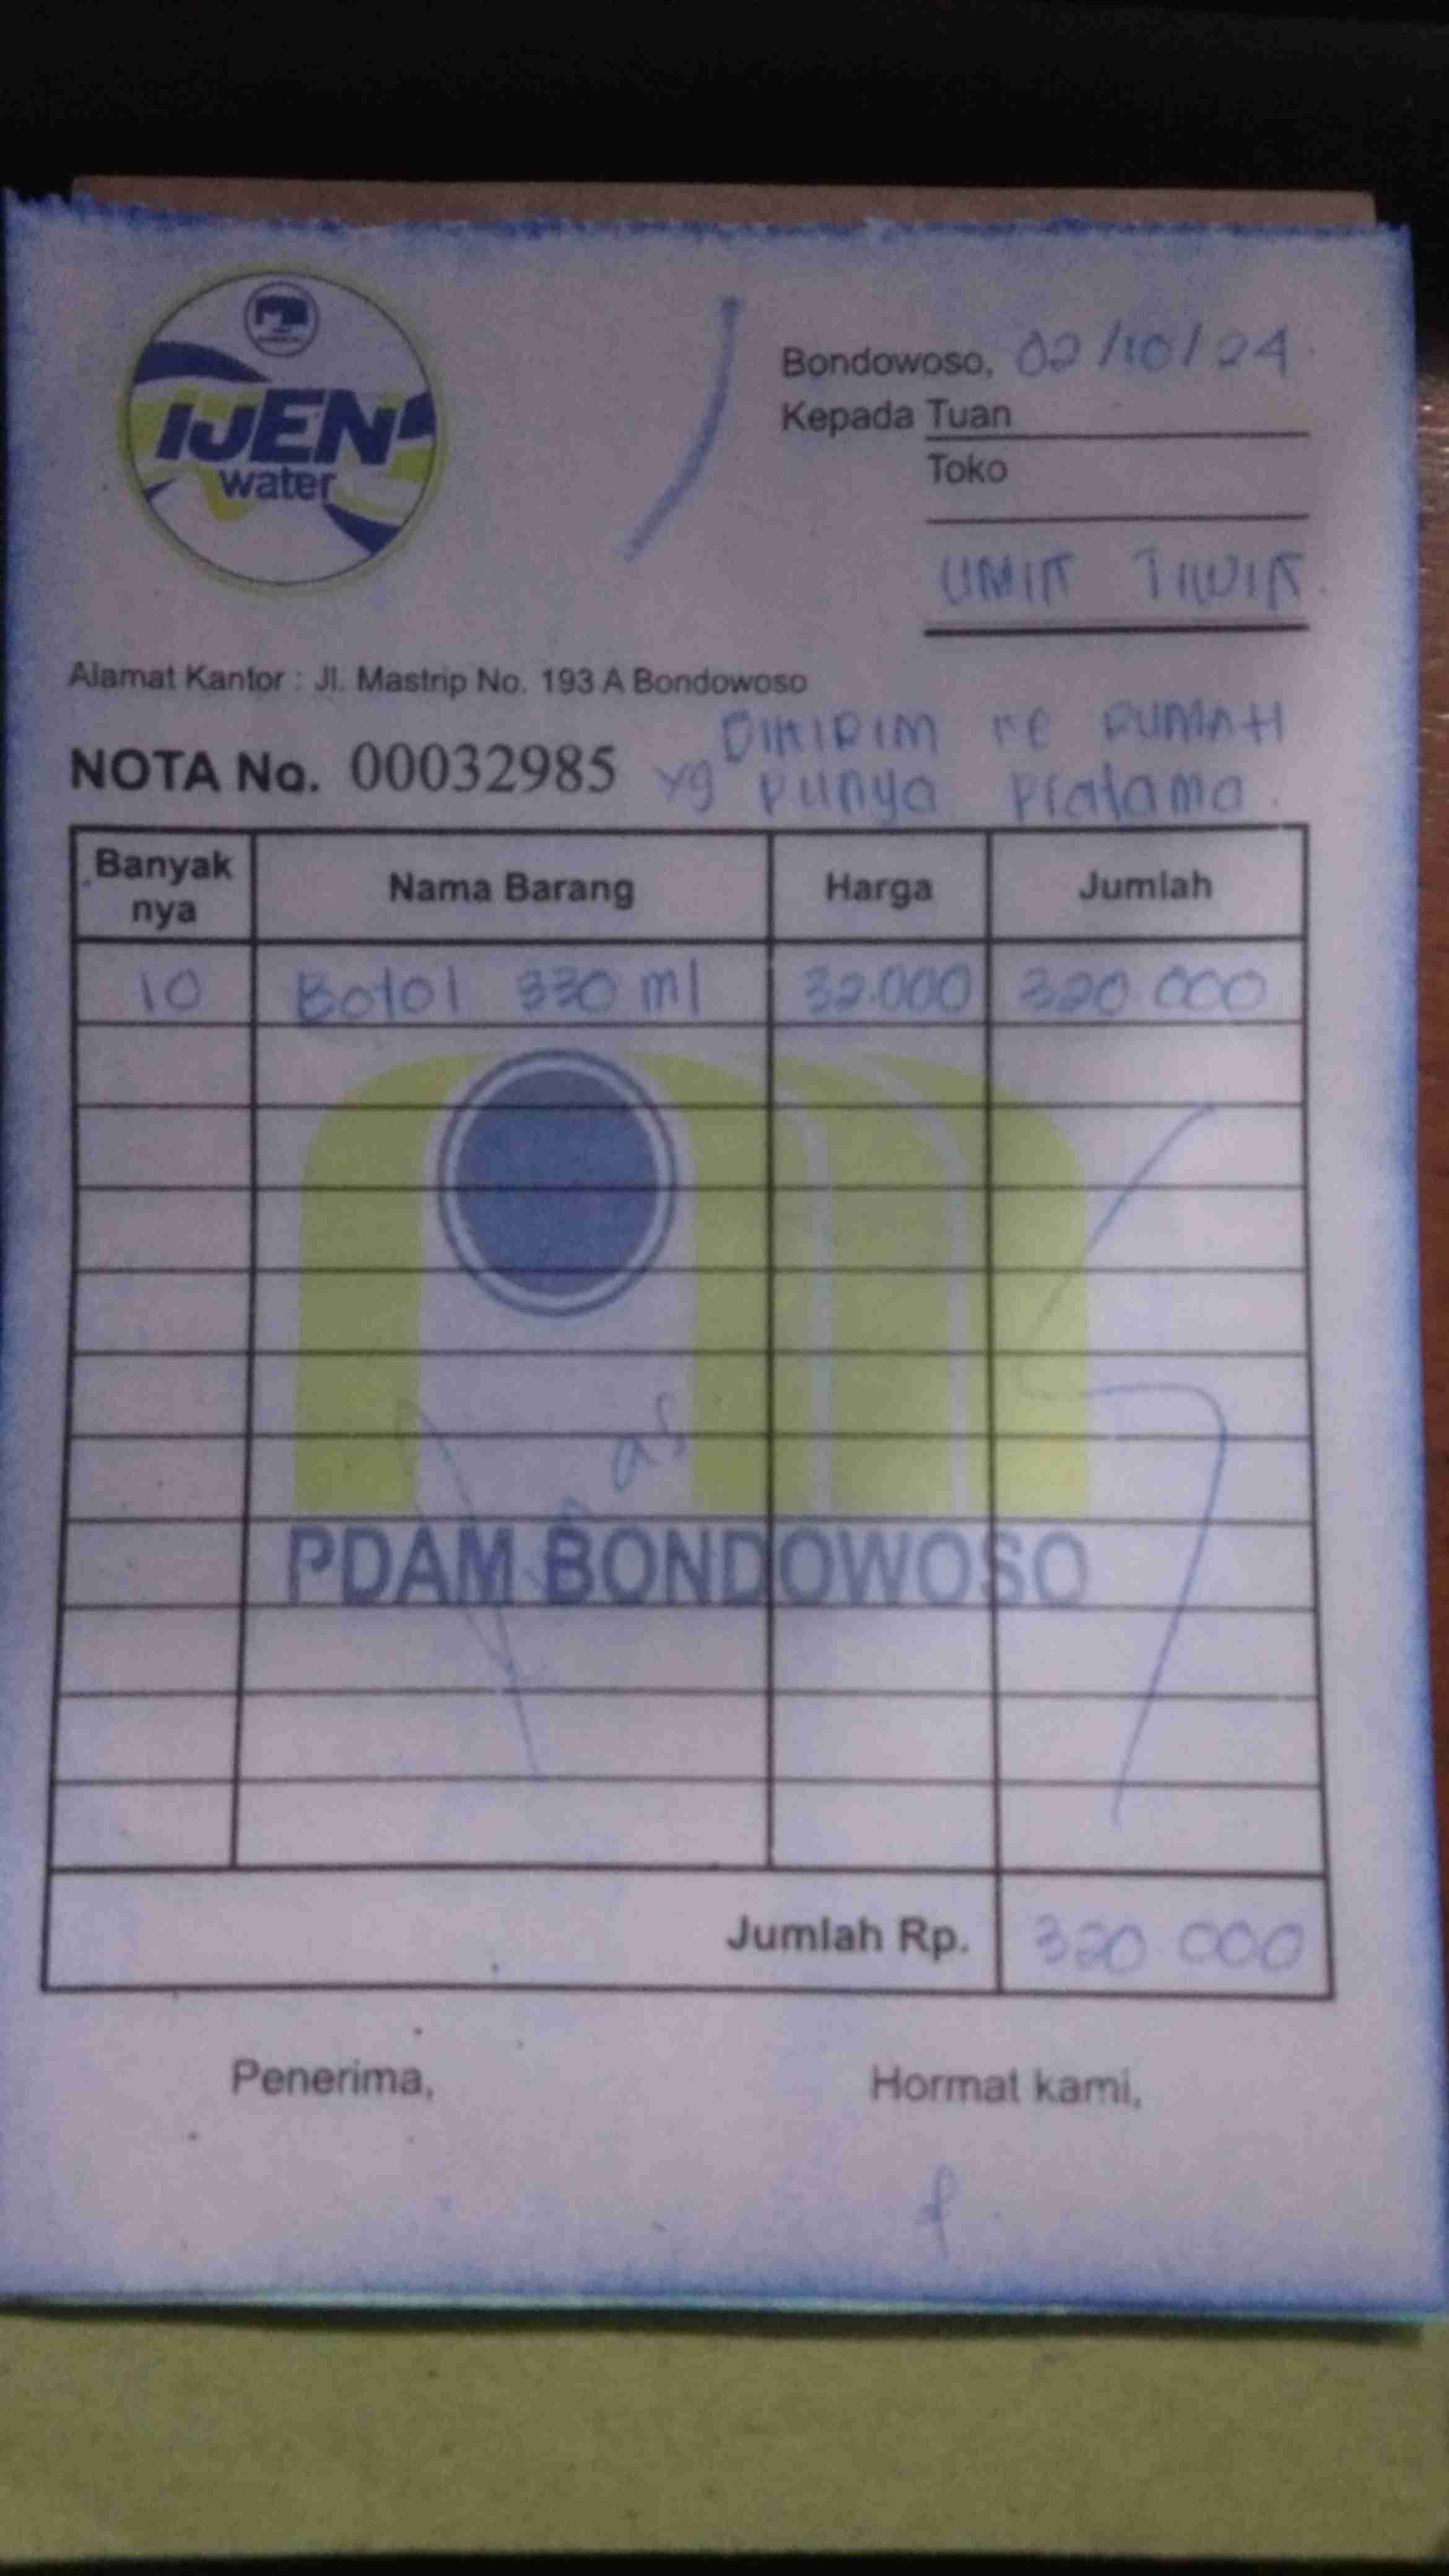 IJEN
water
Bondowoso, 02/10/24
Kepada Tuan
Toko
UMIK TIWIK
Alamat Kantor : Jl. Mastrip No. 193 A Bondowoso
DIKIRIM KE RUMAH
NOTA No. 00032985 yg punya Pratama.
Banyak nya Nama Barang Harga Jumlah
10 Botol 330 ml 32.000 320.000
PDAM BONDOWOSO
Jumlah Rp. 320 000
Penerima, Hormat kami,